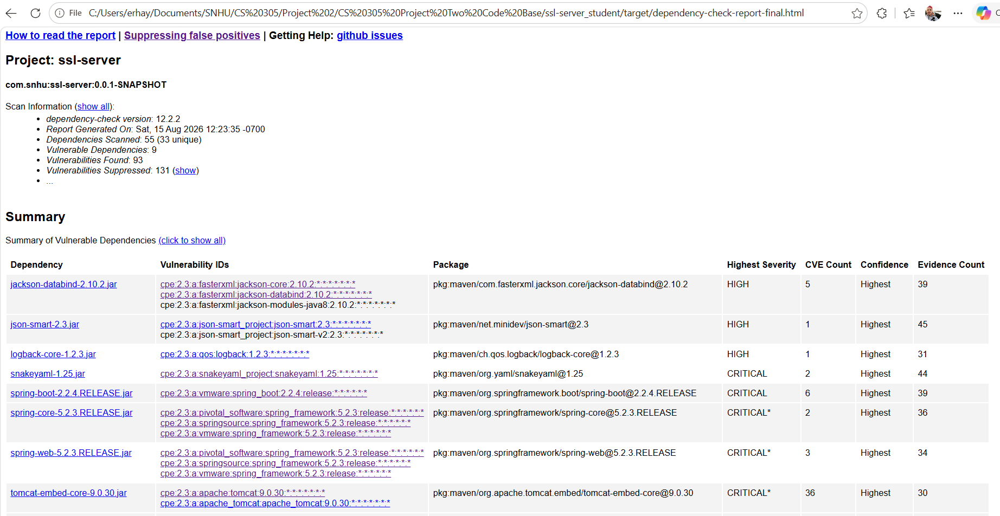 File C:/Users/erhay/Documents/SNHU/CS%20305/Project%202/CS%20305%20Project%20Two%20Code%20Base/ssl-server_student/target/dependency-check-report-final.html
How to read the report | Suppressing false positives | Getting Help: github issues
Project: ssl-server
com.snhu:ssl-server:0.0.1-SNAPSHOT
Scan Information (show all):
• dependency-check version: 12.2.2
• Report Generated On: Sat, 15 Aug 2026 12:23:35 -0700
• Dependencies Scanned: 55 (33 unique)
• Vulnerable Dependencies: 9
• Vulnerabilities Found: 93
• Vulnerabilities Suppressed: 131 (show)
• ...
Summary
Summary of Vulnerable Dependencies (click to show all)
Dependency Vulnerability IDs Package Highest Severity CVE Count Confidence Evidence Count
jackson-databind-2.10.2.jar cpe:2.3:a:fasterxml:jackson-core:2.10.2:*:*:*:*:*:*:* pkg:maven/com.fasterxml.jackson.core/jackson-databind@2.10.2 HIGH 5 Highest 39
cpe:2.3:a:fasterxml:jackson-databind:2.10.2:*:*:*:*:*:*:*
cpe:2.3:a:fasterxml:jackson-modules-java8:2.10.2:*:*:*:*:*:*:*
json-smart-2.3.jar cpe:2.3:a:json-smart_project:json-smart:2.3:*:*:*:*:*:*:* pkg:maven/net.minidev/json-smart@2.3 HIGH 1 Highest 45
cpe:2.3:a:json-smart_project:json-smart-v2:2.3:*:*:*:*:*:*:*
logback-core-1.2.3.jar cpe:2.3:a:qos:logback:1.2.3:*:*:*:*:*:*:* pkg:maven/ch.qos.logback/logback-core@1.2.3 HIGH 1 Highest 31
snakeyaml-1.25.jar cpe:2.3:a:snakeyaml_project:snakeyaml:1.25:*:*:*:*:*:*:* pkg:maven/org.yaml/snakeyaml@1.25 CRITICAL 2 Highest 44
spring-boot-2.2.4.RELEASE.jar cpe:2.3:a:vmware:spring_boot:2.2.4:release:*:*:*:*:*:* pkg:maven/org.springframework.boot/spring-boot@2.2.4.RELEASE CRITICAL 6 Highest 39
spring-core-5.2.3.RELEASE.jar cpe:2.3:a:pivotal_software:spring_framework:5.2.3:release:*:*:*:*:*:* pkg:maven/org.springframework/spring-core@5.2.3.RELEASE CRITICAL* 2 Highest 36
cpe:2.3:a:springsource:spring_framework:5.2.3:release:*:*:*:*:*:*
cpe:2.3:a:vmware:spring_framework:5.2.3:release:*:*:*:*:*:*
spring-web-5.2.3.RELEASE.jar cpe:2.3:a:pivotal_software:spring_framework:5.2.3:release:*:*:*:*:*:* pkg:maven/org.springframework/spring-web@5.2.3.RELEASE CRITICAL* 3 Highest 34
cpe:2.3:a:springsource:spring_framework:5.2.3:release:*:*:*:*:*:*
cpe:2.3:a:vmware:spring_framework:5.2.3:release:*:*:*:*:*:*
tomcat-embed-core-9.0.30.jar cpe:2.3:a:apache:tomcat:9.0.30:*:*:*:*:*:*:* pkg:maven/org.apache.tomcat.embed/tomcat-embed-core@9.0.30 CRITICAL* 36 Highest 30
cpe:2.3:a:apache_tomcat:apache_tomcat:9.0.30:*:*:*:*:*:*:*